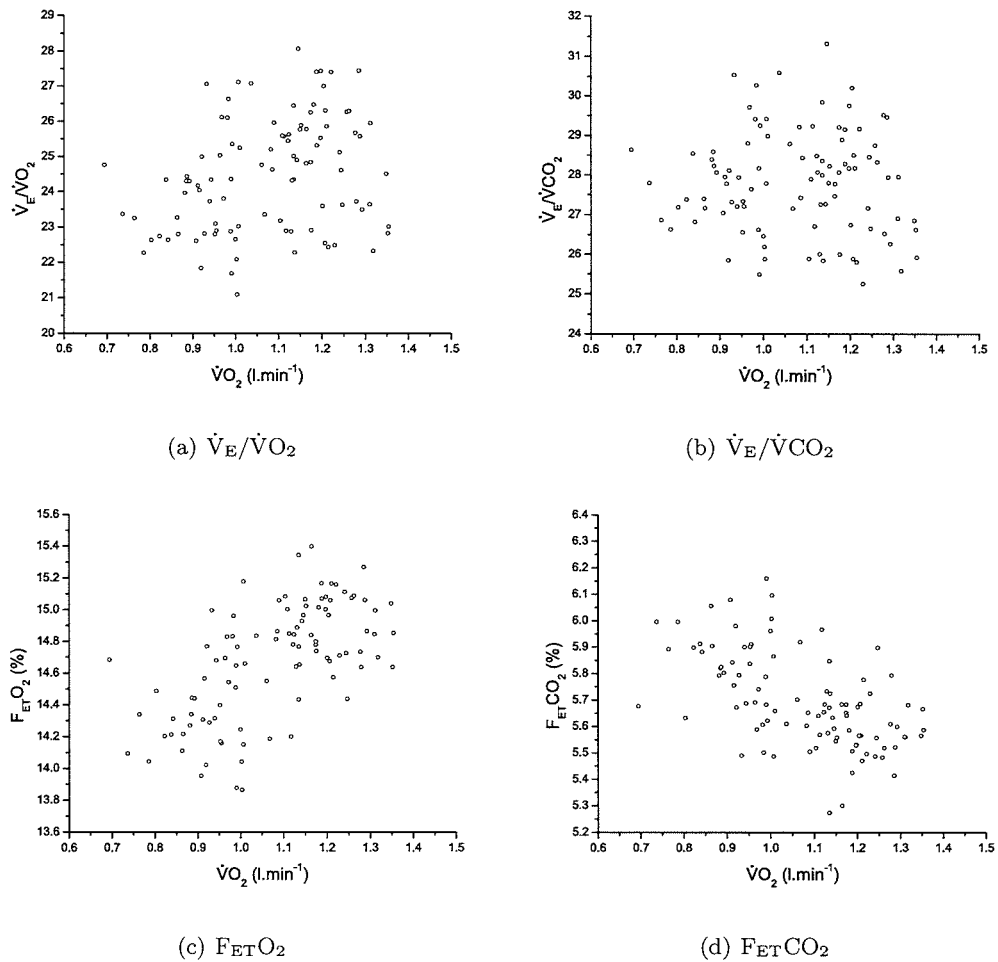 29
28
27
26
25
24
23
22
21
20
V̇E/V̇O2
0.6 0.7 0.8 0.9 1.0 1.1 1.2 1.3 1.4 1.5
V̇O2 (l.min-1)
(a) V̇E/V̇O2
32
31
30
29
28
27
26
25
24
V̇E/V̇CO2
0.6 0.7 0.8 0.9 1.0 1.1 1.2 1.3 1.4 1.5
V̇O2 (l.min-1)
(b) V̇E/V̇CO2
15.6
15.4
15.2
15.0
14.8
14.6
14.4
14.2
14.0
13.8
13.6
FETO2 (%)
0.6 0.7 0.8 0.9 1.0 1.1 1.2 1.3 1.4 1.5
V̇O2 (l.min-1)
(c) FETO2
6.4
6.3
6.2
6.1
6.0
5.9
5.8
5.7
5.6
5.5
5.4
5.3
5.2
FETCO2 (%)
0.6 0.7 0.8 0.9 1.0 1.1 1.2 1.3 1.4 1.5
V̇O2 (l.min-1)
(d) FETCO2